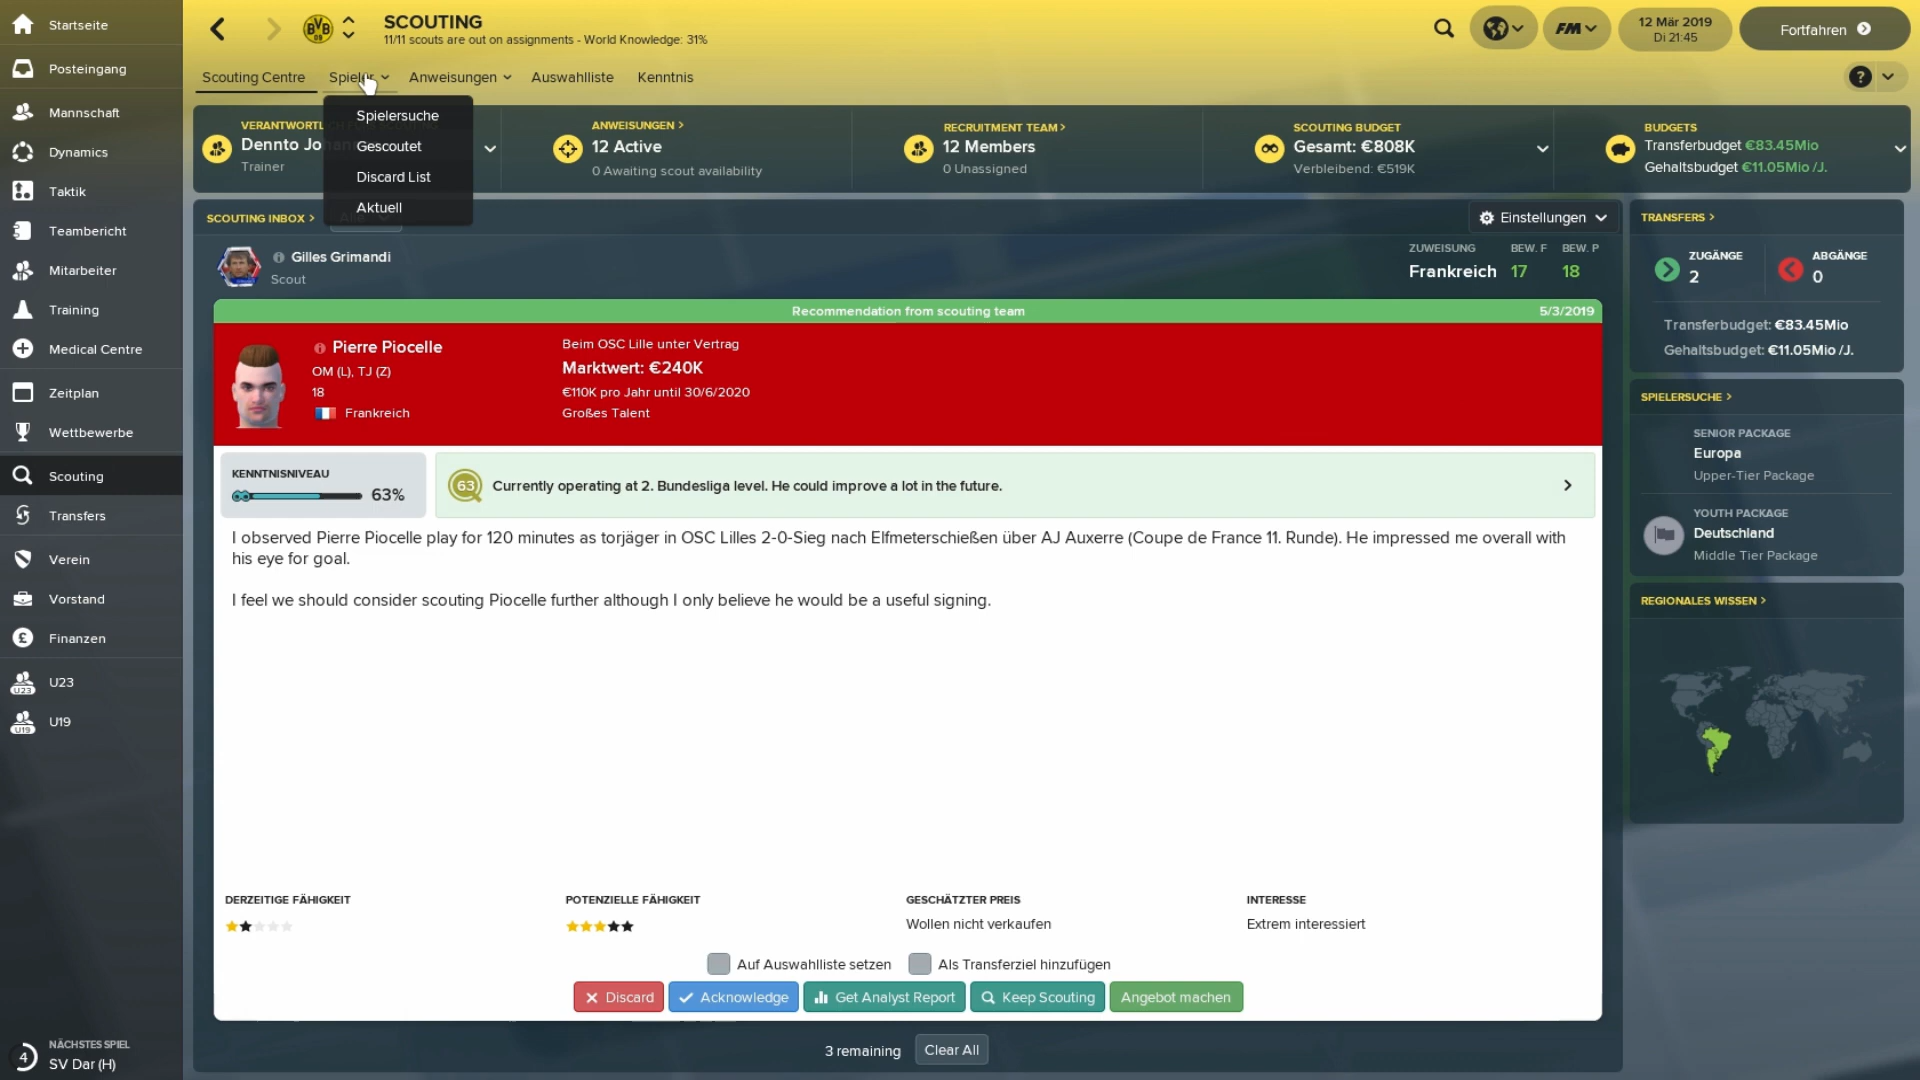 Startseite
Posteingang
Mannschaft
Dynamics
Taktik
Teambericht
Mitarbeiter
Training
Medical Centre
Zeitplan
Wettbewerbe
Scouting
Transfers
Verein
Vorstand
Finanzen
U23
U19
NÄCHSTES SPIEL
4 SV Dar (H)
SCOUTING
11/11 scouts are out on assignments - World Knowledge: 31%
FM
12 Mär 2019
Di 21:45
Fortfahren
Scouting Centre
Spieler
Anweisungen
Auswahlliste
Kenntnis
Spielersuche
Gescoutet
Discard List
Aktuell
Dennto
Trainer
ANWEISUNGEN >
12 Active
0 Awaiting scout availability
RECRUITMENT TEAM >
12 Members
0 Unassigned
SCOUTING BUDGET
Gesamt: €808K
Verbleibend: €519K
BUDGETS
Transferbudget €83.45Mio
Gehaltsbudget €11.05Mio /J.
SCOUTING INBOX >
Einstellungen
Gilles Grimandi
Scout
ZUWEISUNG BEW. F BEW. P
Frankreich 17 18
Recommendation from scouting team 5/3/2019
Pierre Piocelle
OM (L), TJ (Z)
18
Frankreich
Beim OSC Lille unter Vertrag
Marktwert: €240K
€110K pro Jahr until 30/6/2020
Großes Talent
KENNTNISNIVEAU
63%
63 Currently operating at 2. Bundesliga level. He could improve a lot in the future.
I observed Pierre Piocelle play for 120 minutes as torjäger in OSC Lilles 2-0-Sieg nach Elfmeterschießen über AJ Auxerre (Coupe de France 11. Runde). He impressed me overall with
his eye for goal.
I feel we should consider scouting Piocelle further although I only believe he would be a useful signing.
DERZEITIGE FÄHIGKEIT
POTENZIELLE FÄHIGKEIT
GESCHÄTZTER PREIS
Wollen nicht verkaufen
INTERESSE
Extrem interessiert
Auf Auswahlliste setzen
Als Transferziel hinzufügen
Discard
Acknowledge
Get Analyst Report
Keep Scouting
Angebot machen
3 remaining
Clear All
TRANSFERS >
ZUGÄNGE
2
ABGÄNGE
0
Transferbudget: €83.45Mio
Gehaltsbudget: €11.05Mio /J.
SPIELERSUCHE >
SENIOR PACKAGE
Europa
Upper-Tier Package
YOUTH PACKAGE
Deutschland
Middle Tier Package
REGIONALES WISSEN >